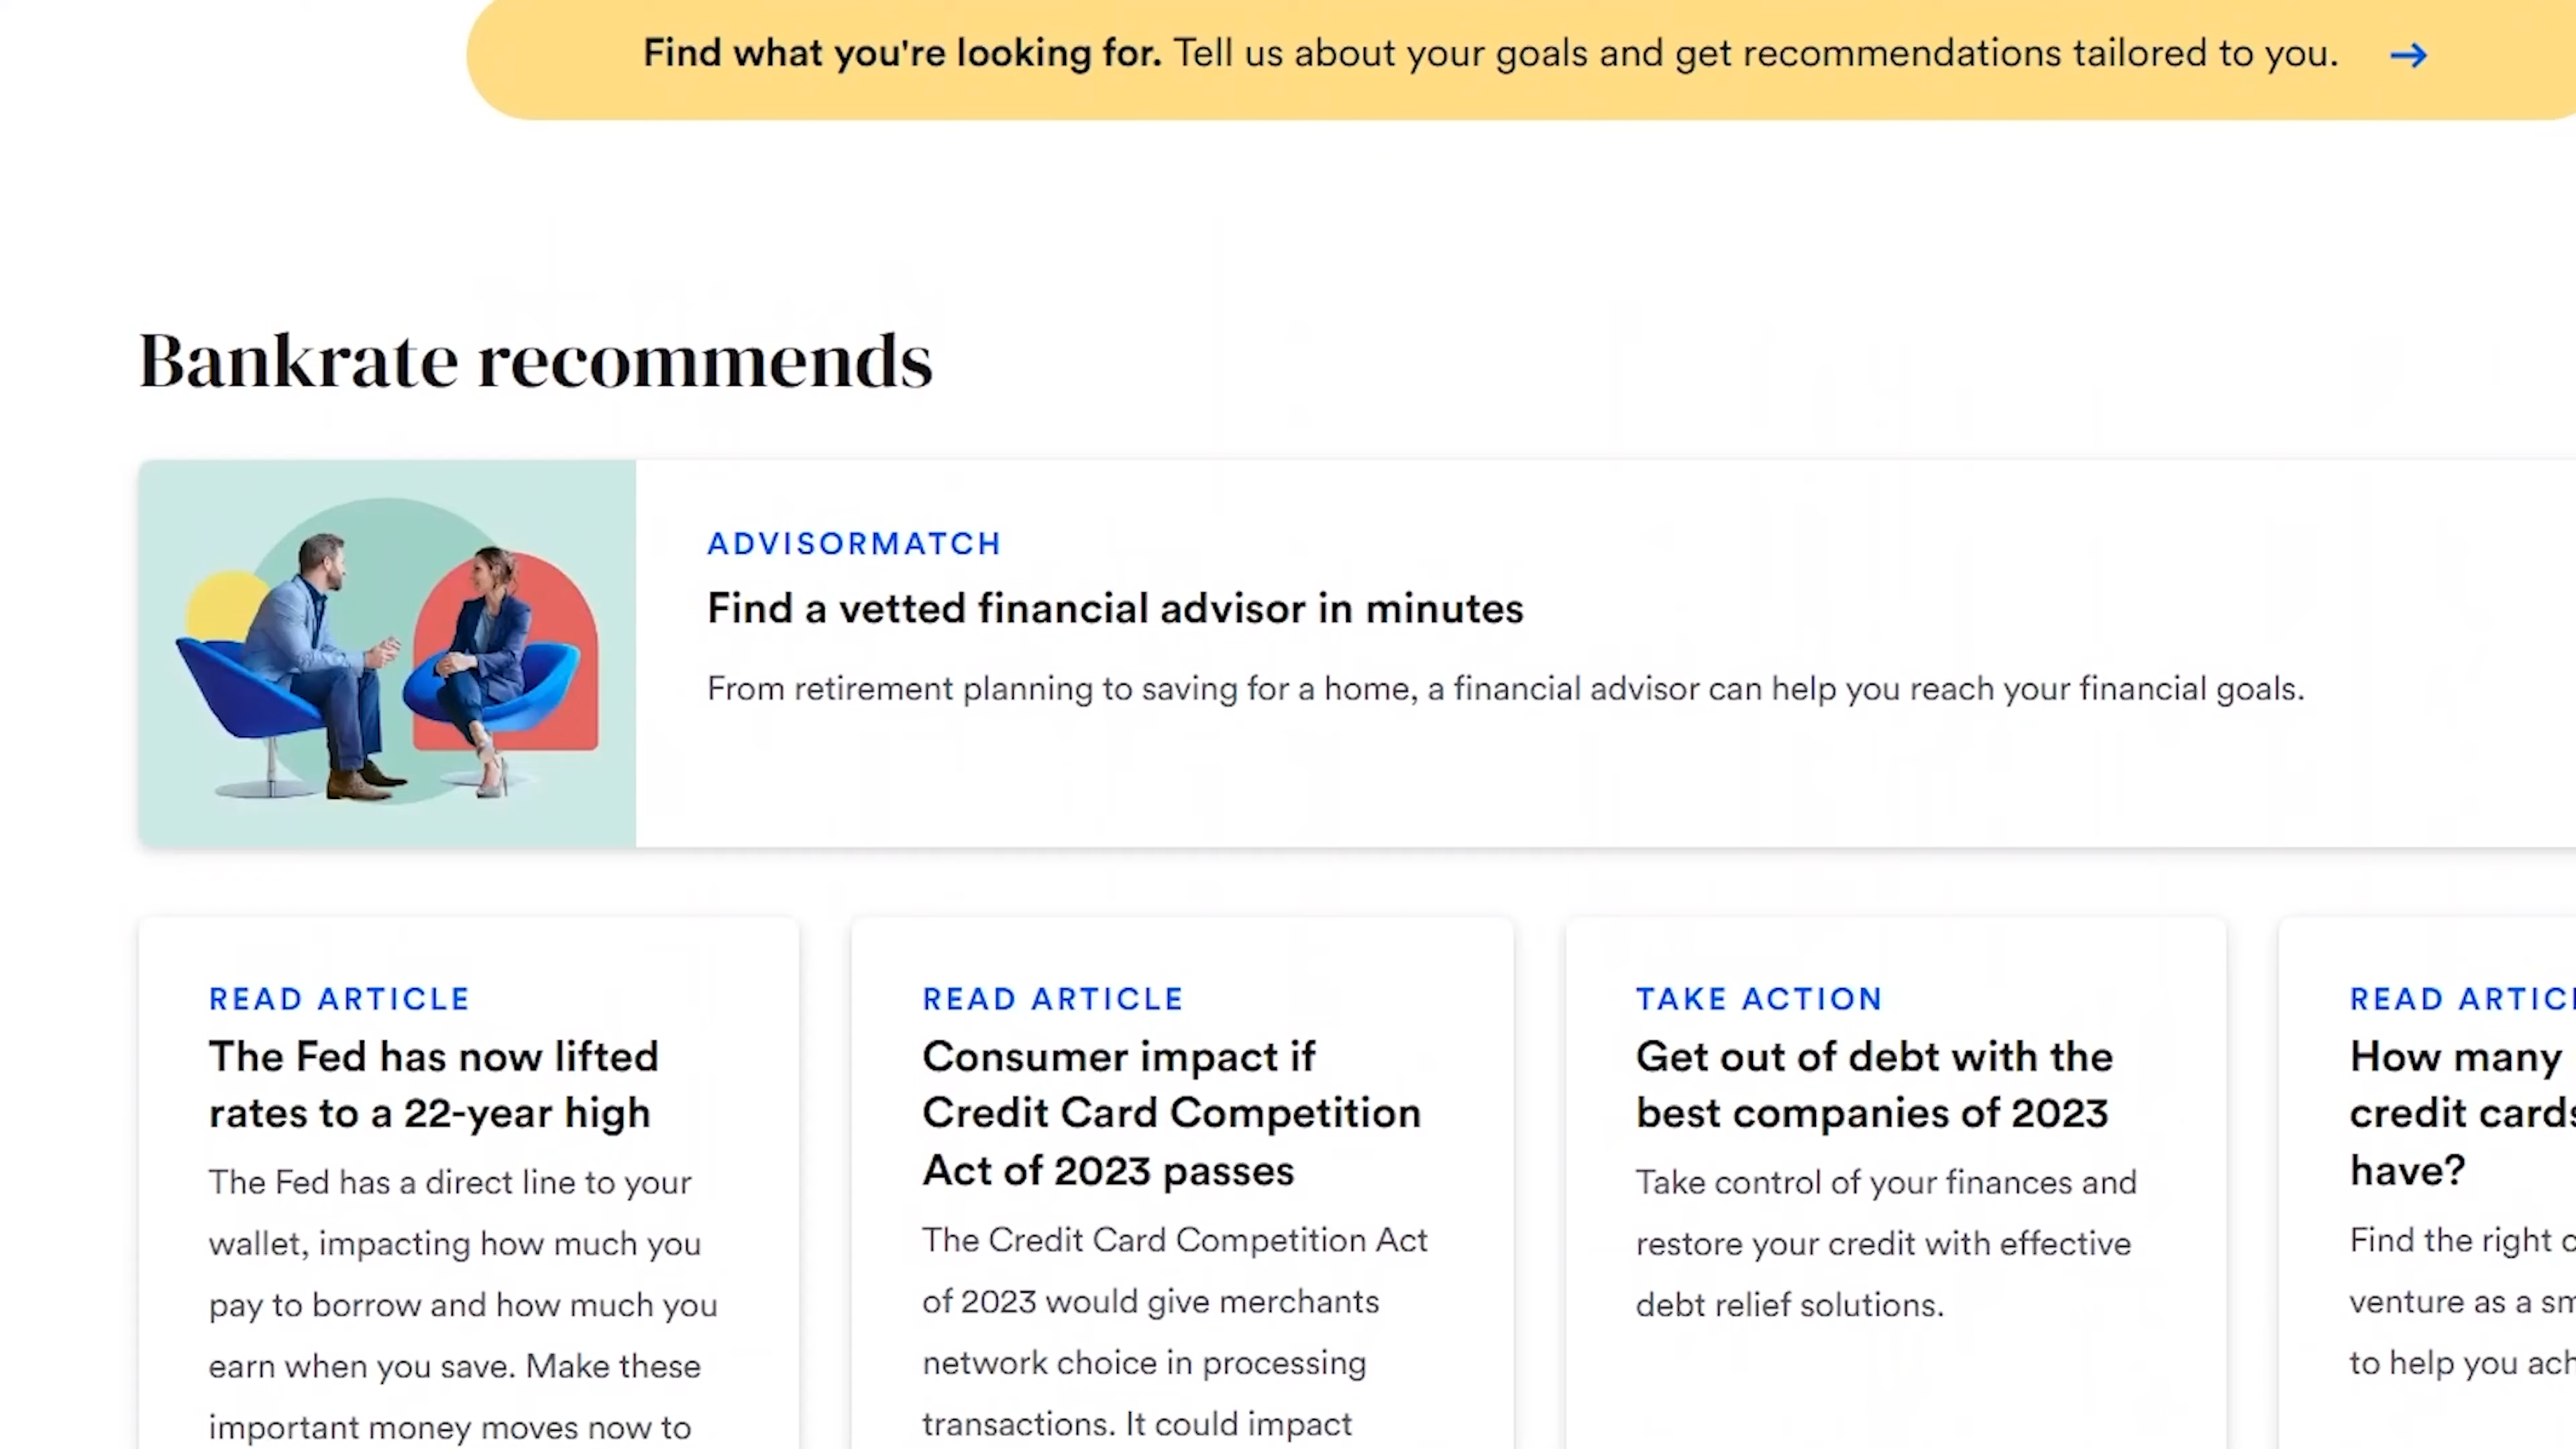 Find what you're looking for. Tell us about your goals and get recommendations tailored to you. →
Bankrate recommends
ADVISORMATCH
Find a vetted financial advisor in minutes
From retirement planning to saving for a home, a financial advisor can help you reach your financial goals.
READ ARTICLE
The Fed has now lifted
rates to a 22-year high
The Fed has a direct line to your
wallet, impacting how much you
pay to borrow and how much you
earn when you save. Make these
important money moves now to
READ ARTICLE
Consumer impact if
Credit Card Competition
Act of 2023 passes
The Credit Card Competition Act
of 2023 would give merchants
network choice in processing
transactions. It could impact
TAKE ACTION
Get out of debt with the
best companies of 2023
Take control of your finances and
restore your credit with effective
debt relief solutions.
READ
How many
credit cards
have?
Find the right
venture as a
to help you